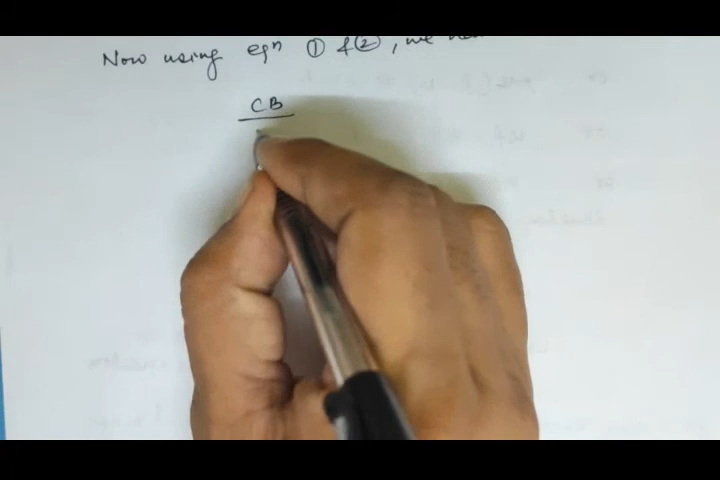 Now using eqn ① & ②, we
CB